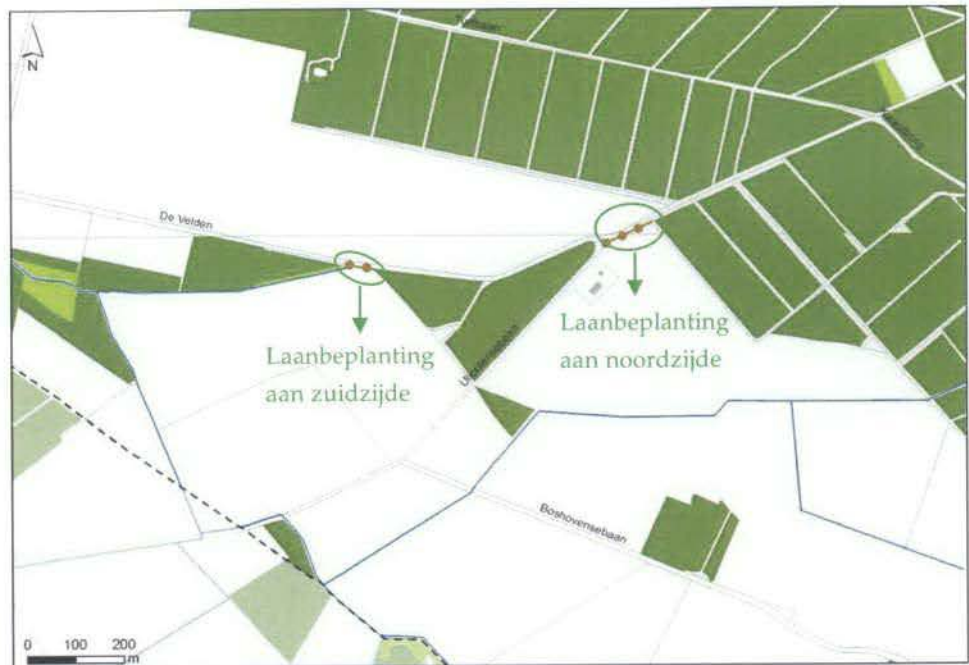 N
De Velden
Laanbeplanting
aan zuidzijde
Laanbeplanting
aan noordzijde
Boshovensebaan
0 100 200
m